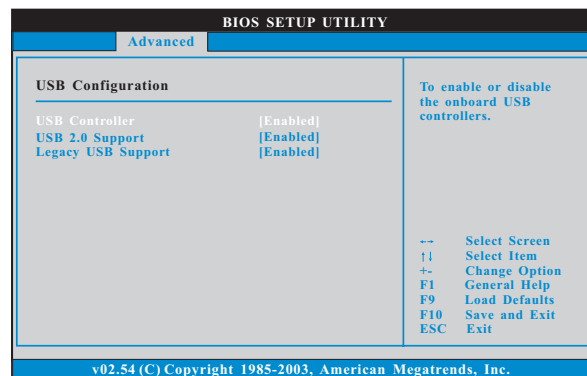 BIOS SETUP UTILITY
Advanced
USB Configuration
USB Controller [Enabled]
USB 2.0 Support [Enabled]
Legacy USB Support [Enabled]
To enable or disable
the onboard USB
controllers.
←→ Select Screen
↑↓ Select Item
+- Change Option
F1 General Help
F9 Load Defaults
F10 Save and Exit
ESC Exit
v02.54 (C) Copyright 1985-2003, American Megatrends, Inc.